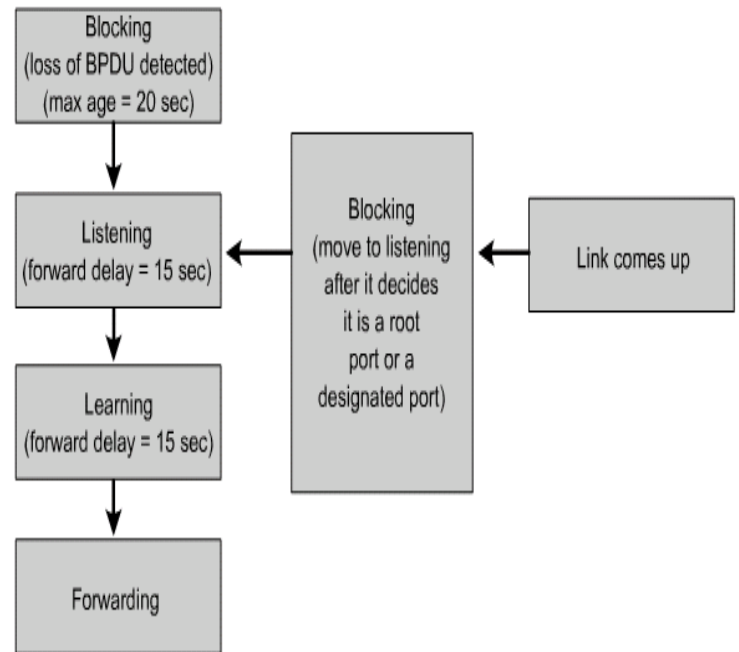 Blocking
(loss of BPDU detected)
(max age = 20 sec)
Listening
(forward delay = 15 sec)
Learning
(forward delay = 15 sec)
Forwarding
Blocking
(move to listening
after it decides
it is a root
port or a
designated port)
Link comes up